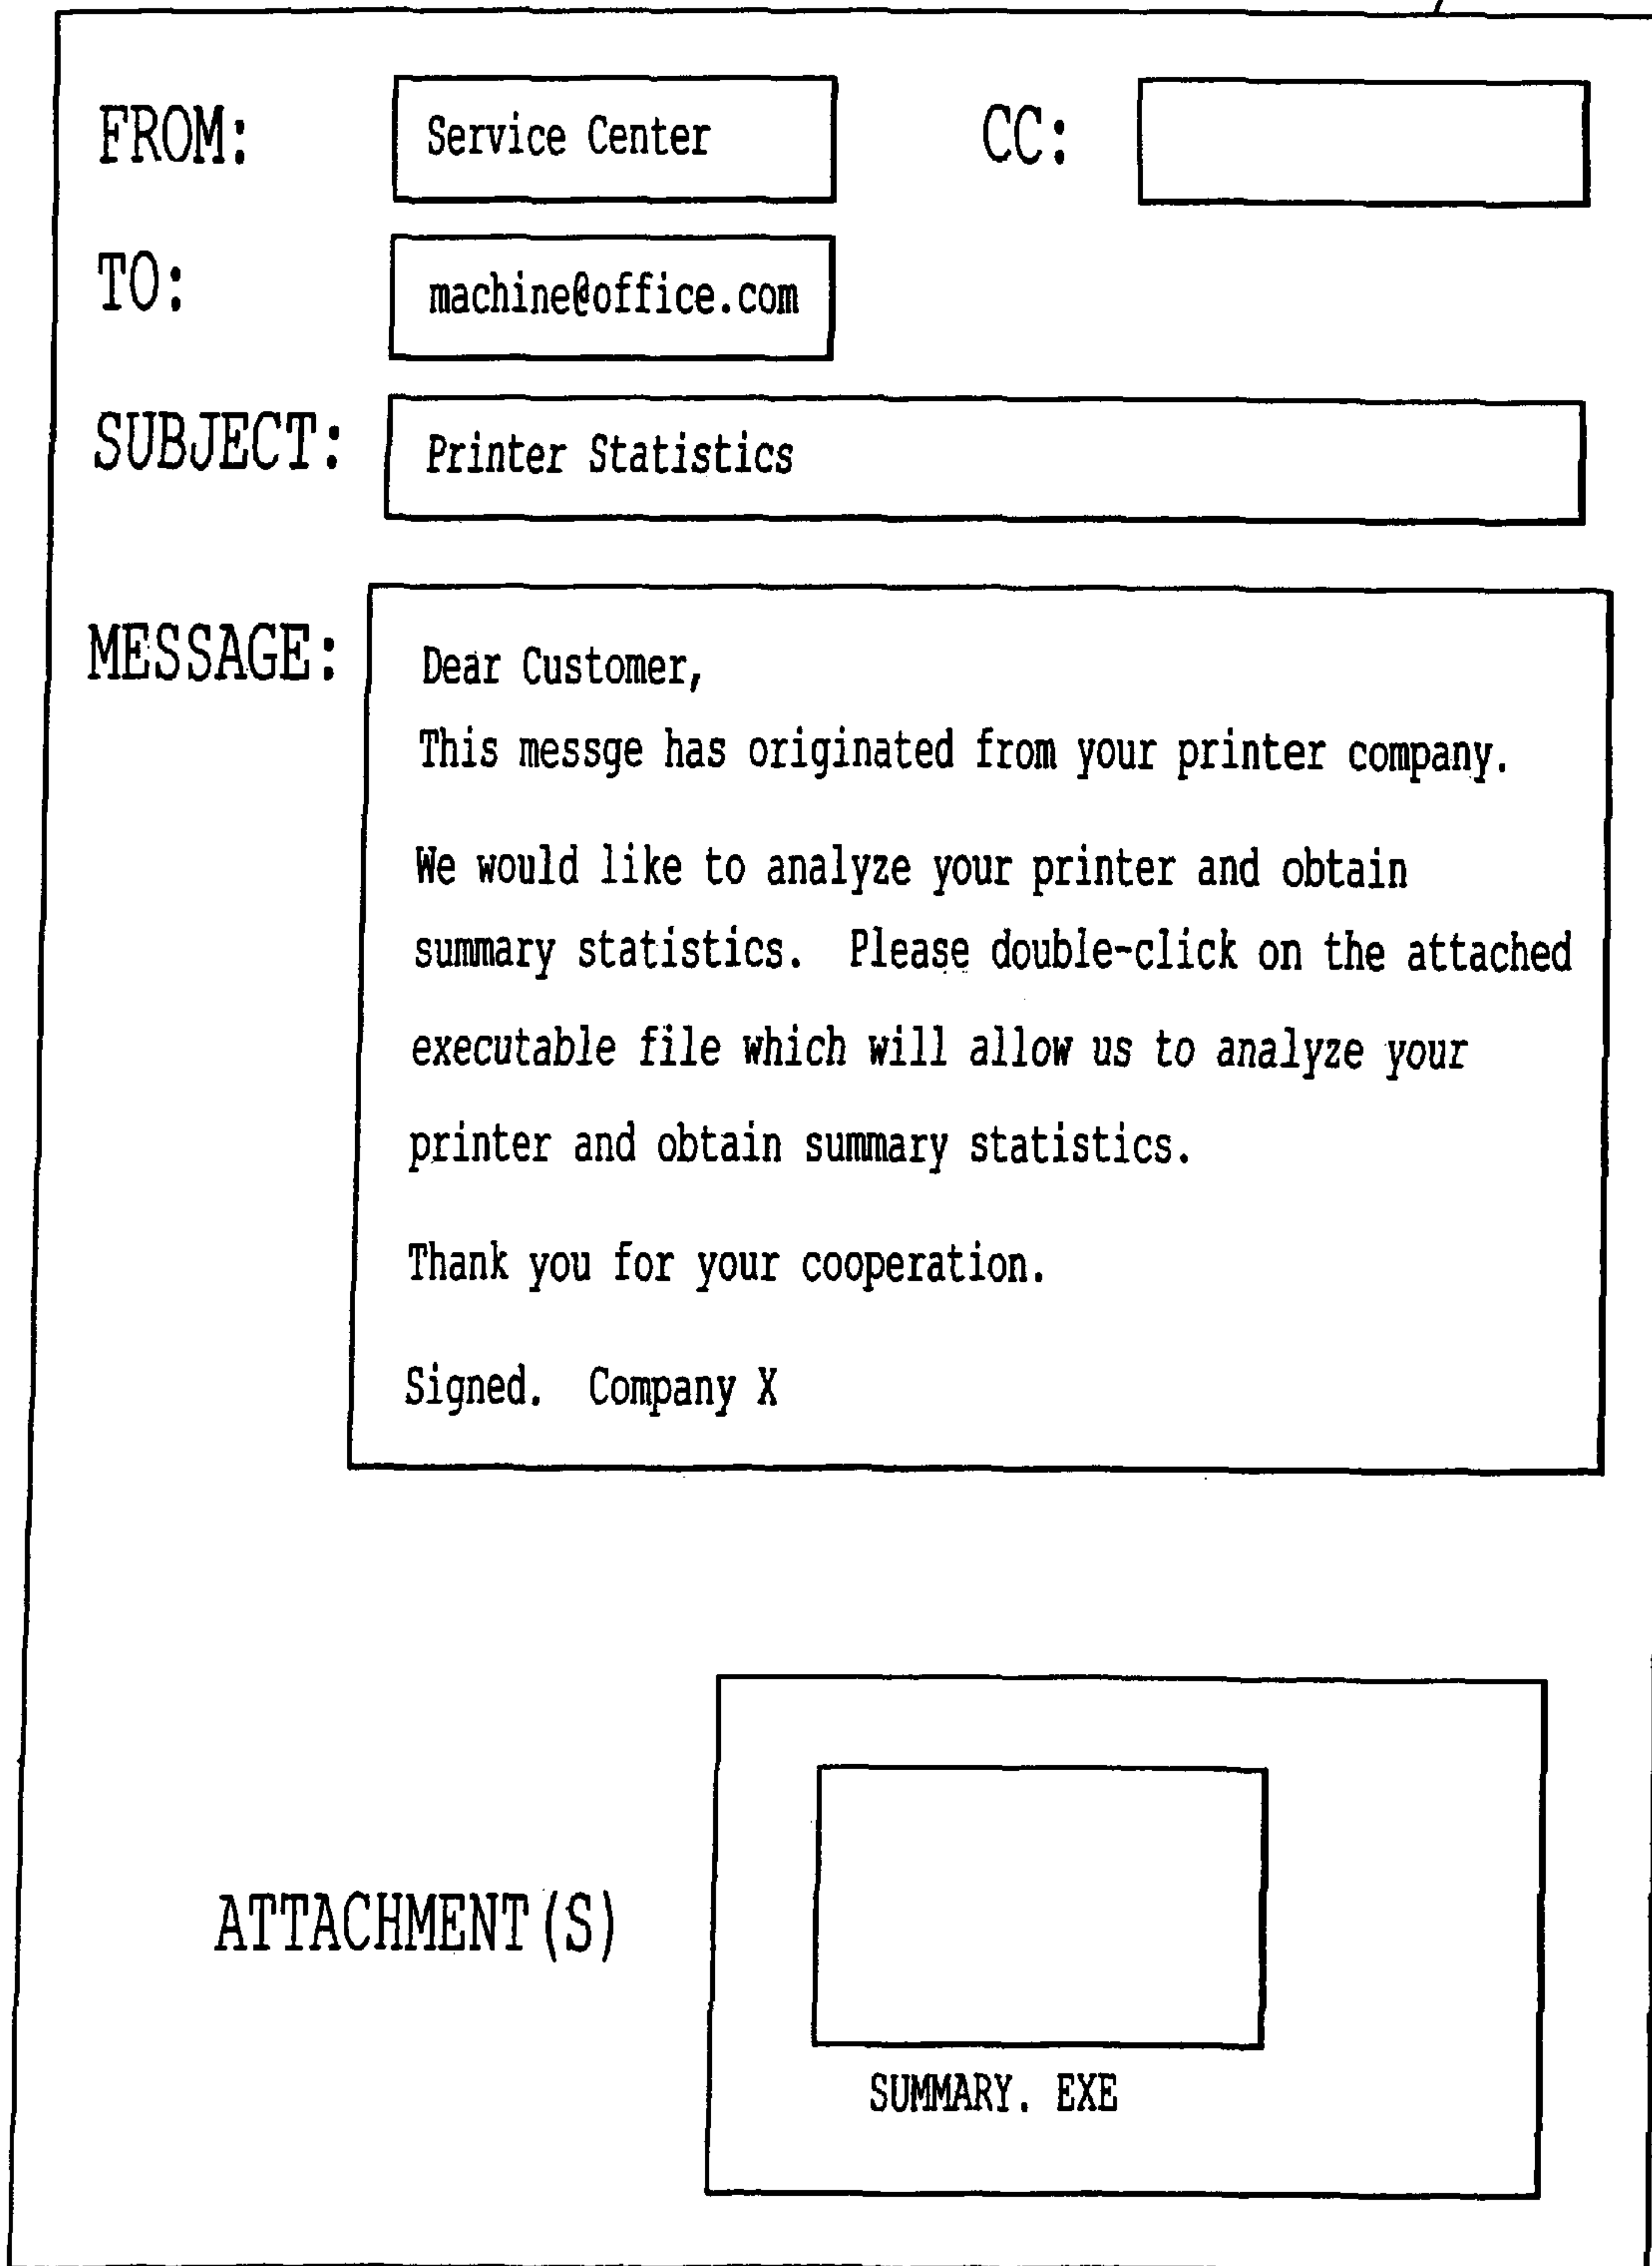 FROM: Service Center CC:
TO: machine@office.com
SUBJECT: Printer Statistics
MESSAGE: Dear Customer,
This messge has originated from your printer company.
We would like to analyze your printer and obtain
summary statistics. Please double-click on the attached
executable file which will allow us to analyze your
printer and obtain summary statistics.
Thank you for your cooperation.
Signed. Company X
ATTACHMENT(S)
SUMMARY. EXE